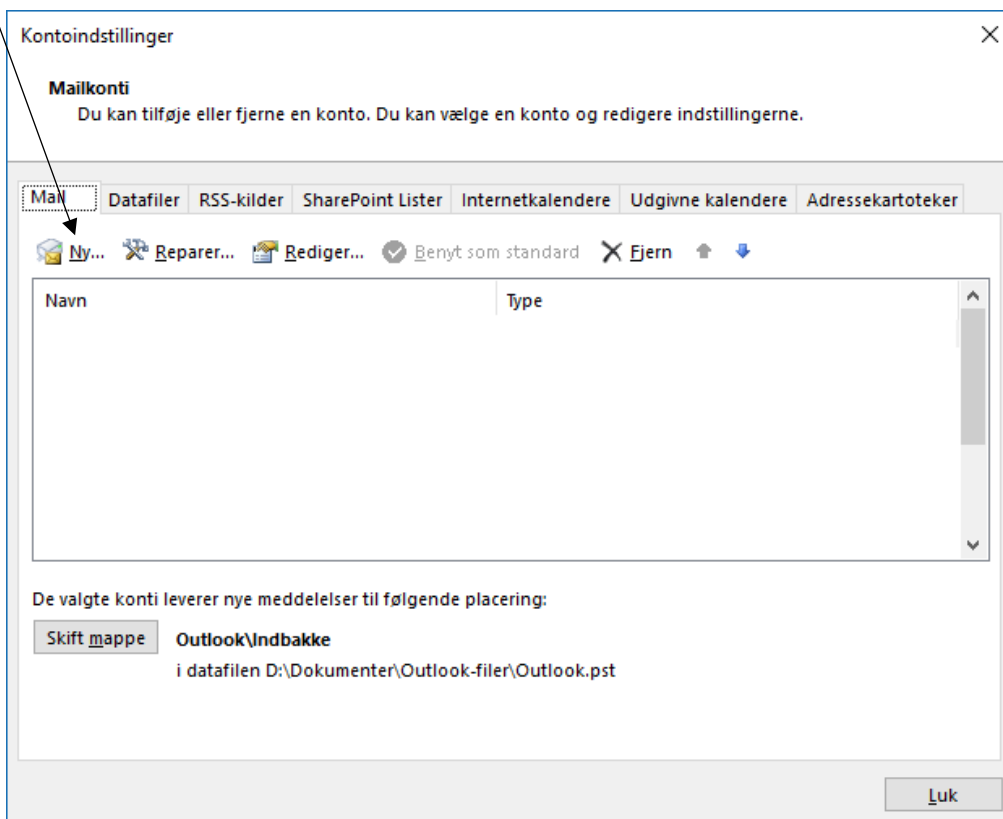 Kontoindstillinger
Mailkonti
Du kan tilføje eller fjerne en konto. Du kan vælge en konto og redigere indstillingerne.
Mail Datafiler RSS-kilder SharePoint Lister Internetkalendere Udgivne kalendere Adressekartoteker
Ny... Reparer... Rediger... Benyt som standard Fjern
Navn Type
De valgte konti leverer nye meddelelser til følgende placering:
Skift mappe Outlook\Indbakke
i datafilen D:\Dokumenter\Outlook-filer\Outlook.pst
Luk